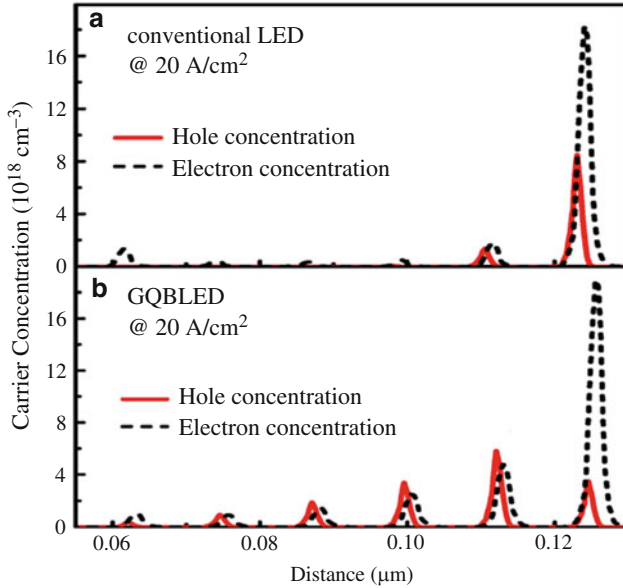 a
conventional LED
@ 20 A/cm²
Hole concentration
Electron concentration
16
12
8
4
0
b
GQBLED
@ 20 A/cm²
Hole concentration
Electron concentration
16
12
8
4
0
0.06 0.08 0.10 0.12
Distance (μm)
Carrier Concentration (10¹⁸ cm⁻³)